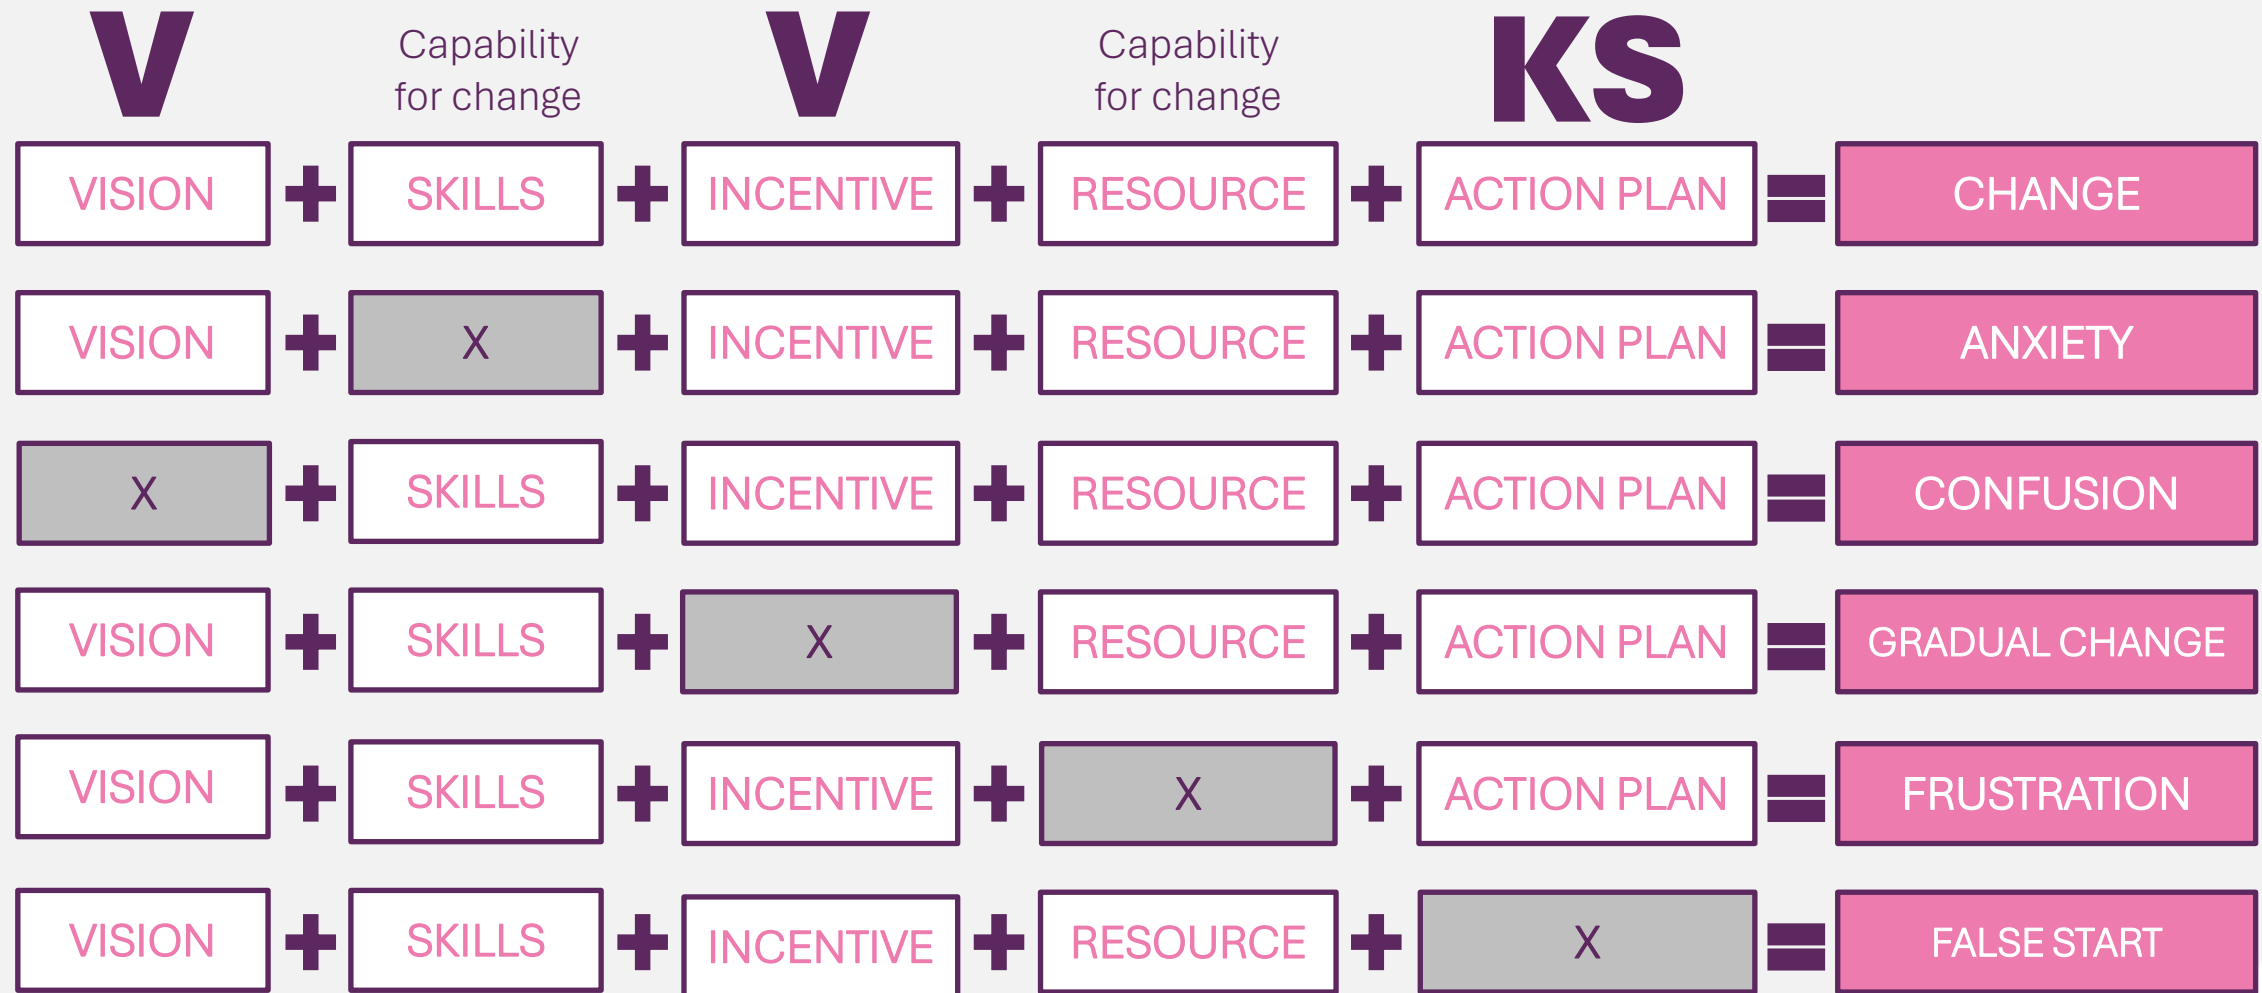 V Capability for change V Capability for change KS
VISION + SKILLS + INCENTIVE + RESOURCE + ACTION PLAN = CHANGE
VISION + X + INCENTIVE + RESOURCE + ACTION PLAN = ANXIETY
X + SKILLS + INCENTIVE + RESOURCE + ACTION PLAN = CONFUSION
VISION + SKILLS + X + RESOURCE + ACTION PLAN = GRADUAL CHANGE
VISION + SKILLS + INCENTIVE + X + ACTION PLAN = FRUSTRATION
VISION + SKILLS + INCENTIVE + RESOURCE + X = FALSE START